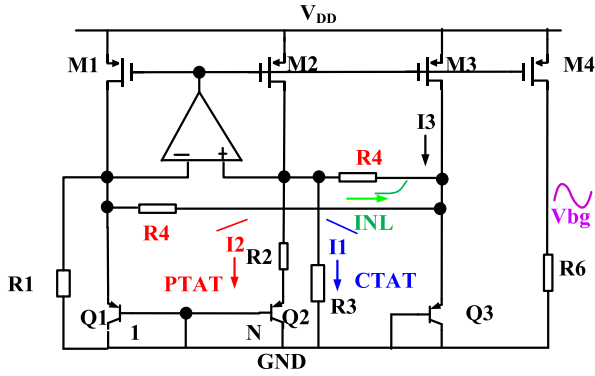 VDD
M1
M2
M3
M4
− +
I3
R4
R4
INL
Vbg
I2
R2
I1
R1
PTAT
R3
CTAT
R6
Q1
1
N
Q2
Q3
GND